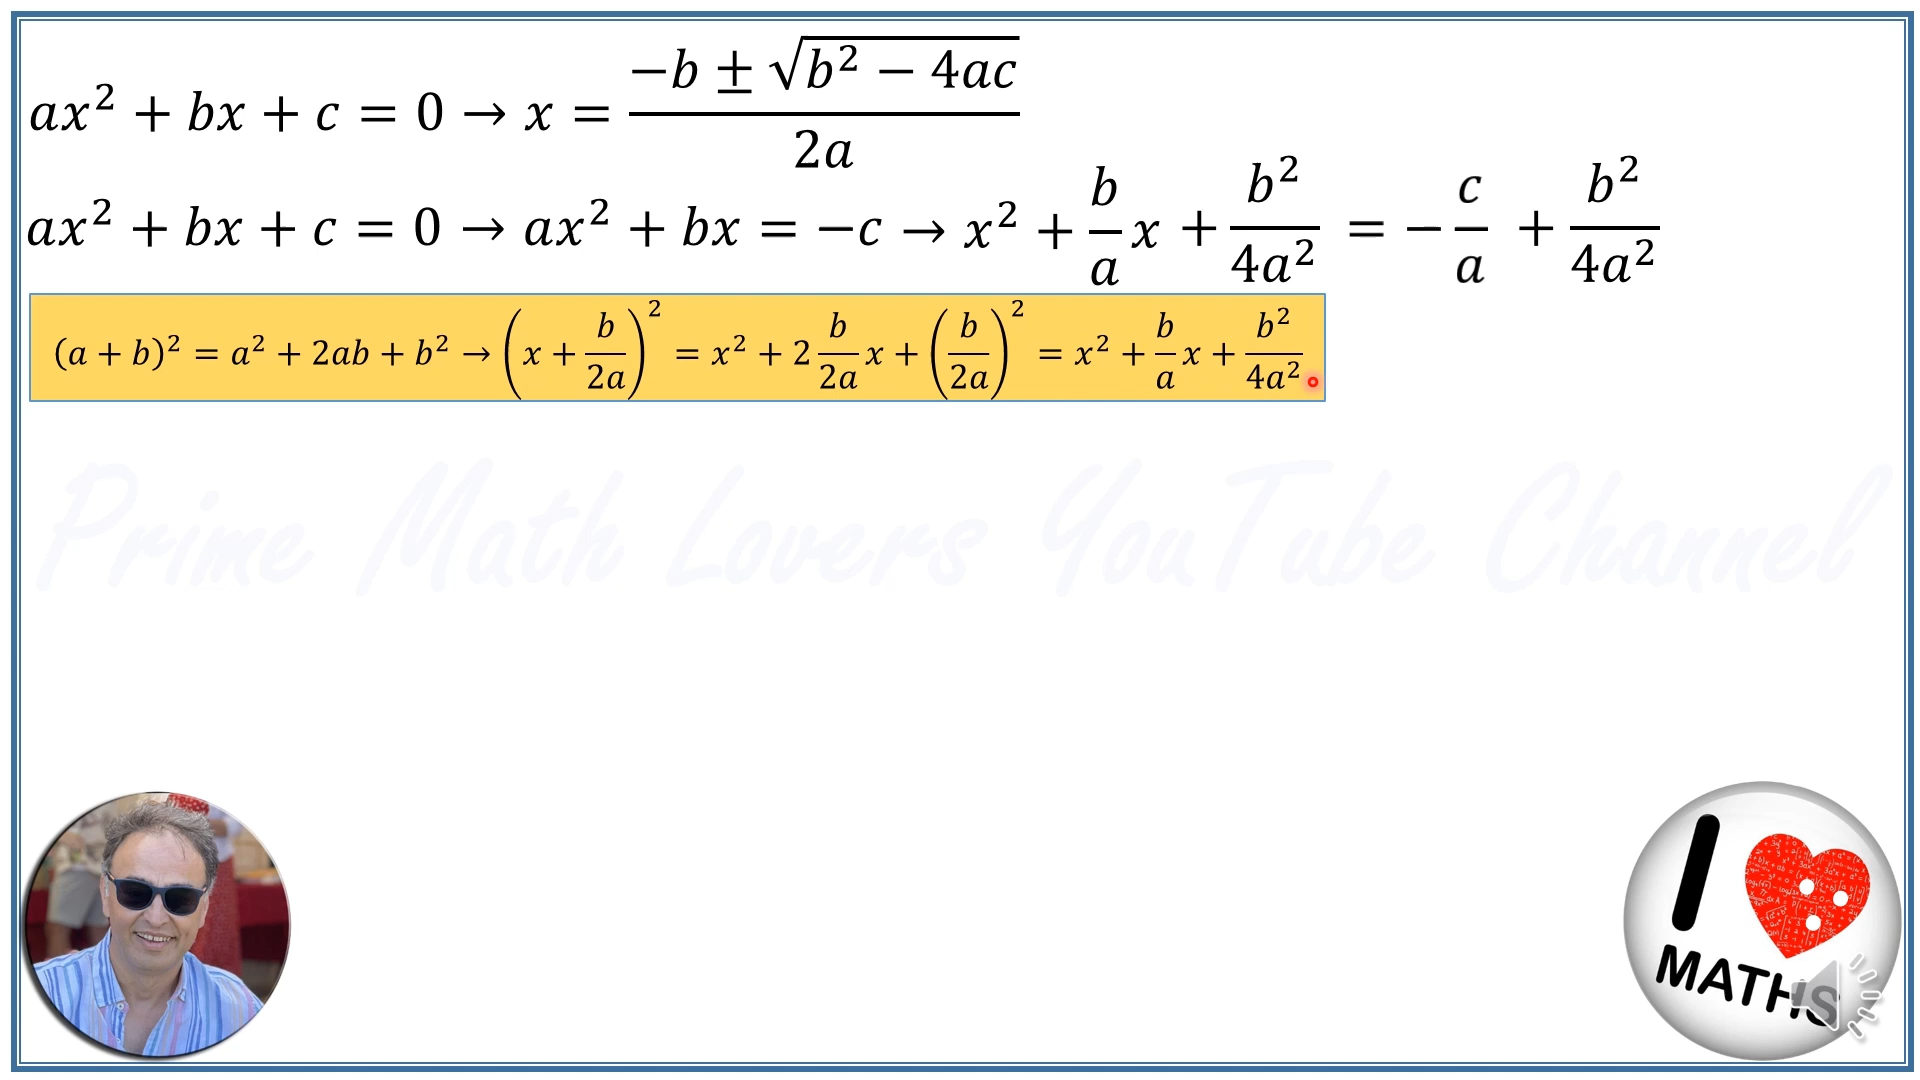 ax² + bx + c = 0 → x = (−b ± √(b² − 4ac))/(2a)
ax² + bx + c = 0 → ax² + bx = −c → x² + (b/a)x + b²/(4a²) = −c/a + b²/(4a²)
(a + b)² = a² + 2ab + b² → (x + b/(2a))² = x² + 2(b/(2a))x + (b/(2a))² = x² + (b/a)x + b²/(4a²)
Prime Math Lovers YouTube Channel
I
MATHS